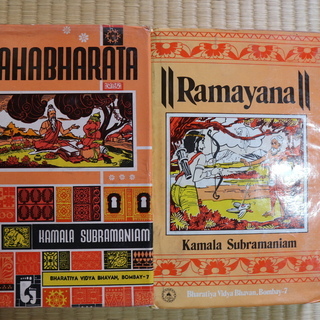 AHABHARATA
KAMALA SUBRAMANIAM
BHARATIYA VIDYA BHAVAN, BOMBAY-7
||Ramayana||
Kamala Subramaniam
Bharatiya Vidya Bhavan, Bombay-7